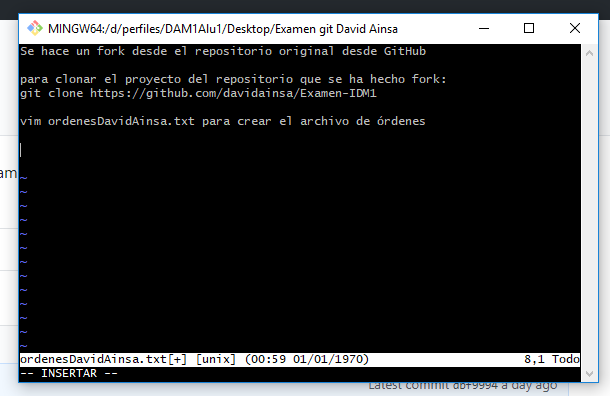 MINGW64:/d/perfiles/DAM1Alu1/Desktop/Examen git David Ainsa
Se hace un fork desde el repositorio original desde GitHub
para clonar el proyecto del repositorio que se ha hecho fork:
git clone https://github.com/davidainsa/Examen-IDM1
vim ordenesDavidAinsa.txt para crear el archivo de órdenes
am
~
~
~
~
~
~
~
~
~
~
~
~
~
ordenesDavidAinsa.txt[+] [unix] (00:59 01/01/1970) 8,1 Todo
-- INSERTAR --
Latest commit dbf9994 a day ago